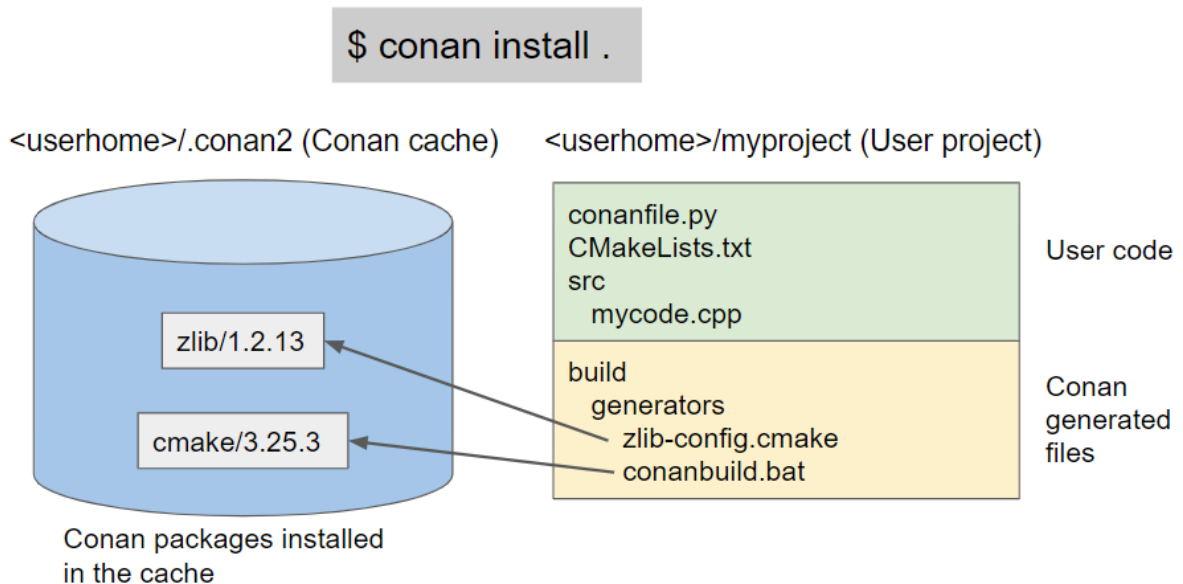 $ conan install .
<userhome>/.conan2 (Conan cache)
<userhome>/myproject (User project)
zlib/1.2.13
cmake/3.25.3
Conan packages installed
in the cache
conanfile.py
CMakeLists.txt
src
mycode.cpp
User code
build
generators
zlib-config.cmake
conanbuild.bat
Conan
generated
files